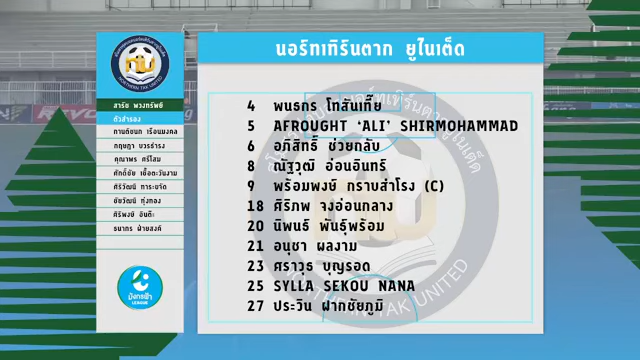 นอร์ทเทิร์นตาก ยูไนเต็ด
NORTHERN TAK UNITED
สารัช พวงทรัพย์
ตัวสำรอง
กานต์ชนก เรือนมงคล
กฤษฎา บวรธำรง
คุณาพร ศรีโสม
ศักดิ์ชัย เอื้อตะวันงาม
ศิริวัฒน์ การะขจัด
ชัยวัฒน์ ทุ่งทอง
ศิริพงษ์ อินต๊ะ
ธนากร ฝ่ายสงค์
LEAGUE
4 พนธกร โทสันเทียะ
5 AFROUGHT ‘ALI’ SHIRMOHAMMAD
6 อภิสิทธิ์ ช่วยกลับ
8 ณัฐวุฒิ อ่อนอินทร์
9 พร้อมพงษ์ กราบสำโรง (C)
18 ศิริภพ จงอ่อนกลาง
20 นิพนธ์ พันธุ์พร้อม
21 อนุชา ผลงาม
23 ศราวุธ บุญรอด
25 SYLLA SEKOU NANA
27 ประวิน ฝากชัยภูมิ